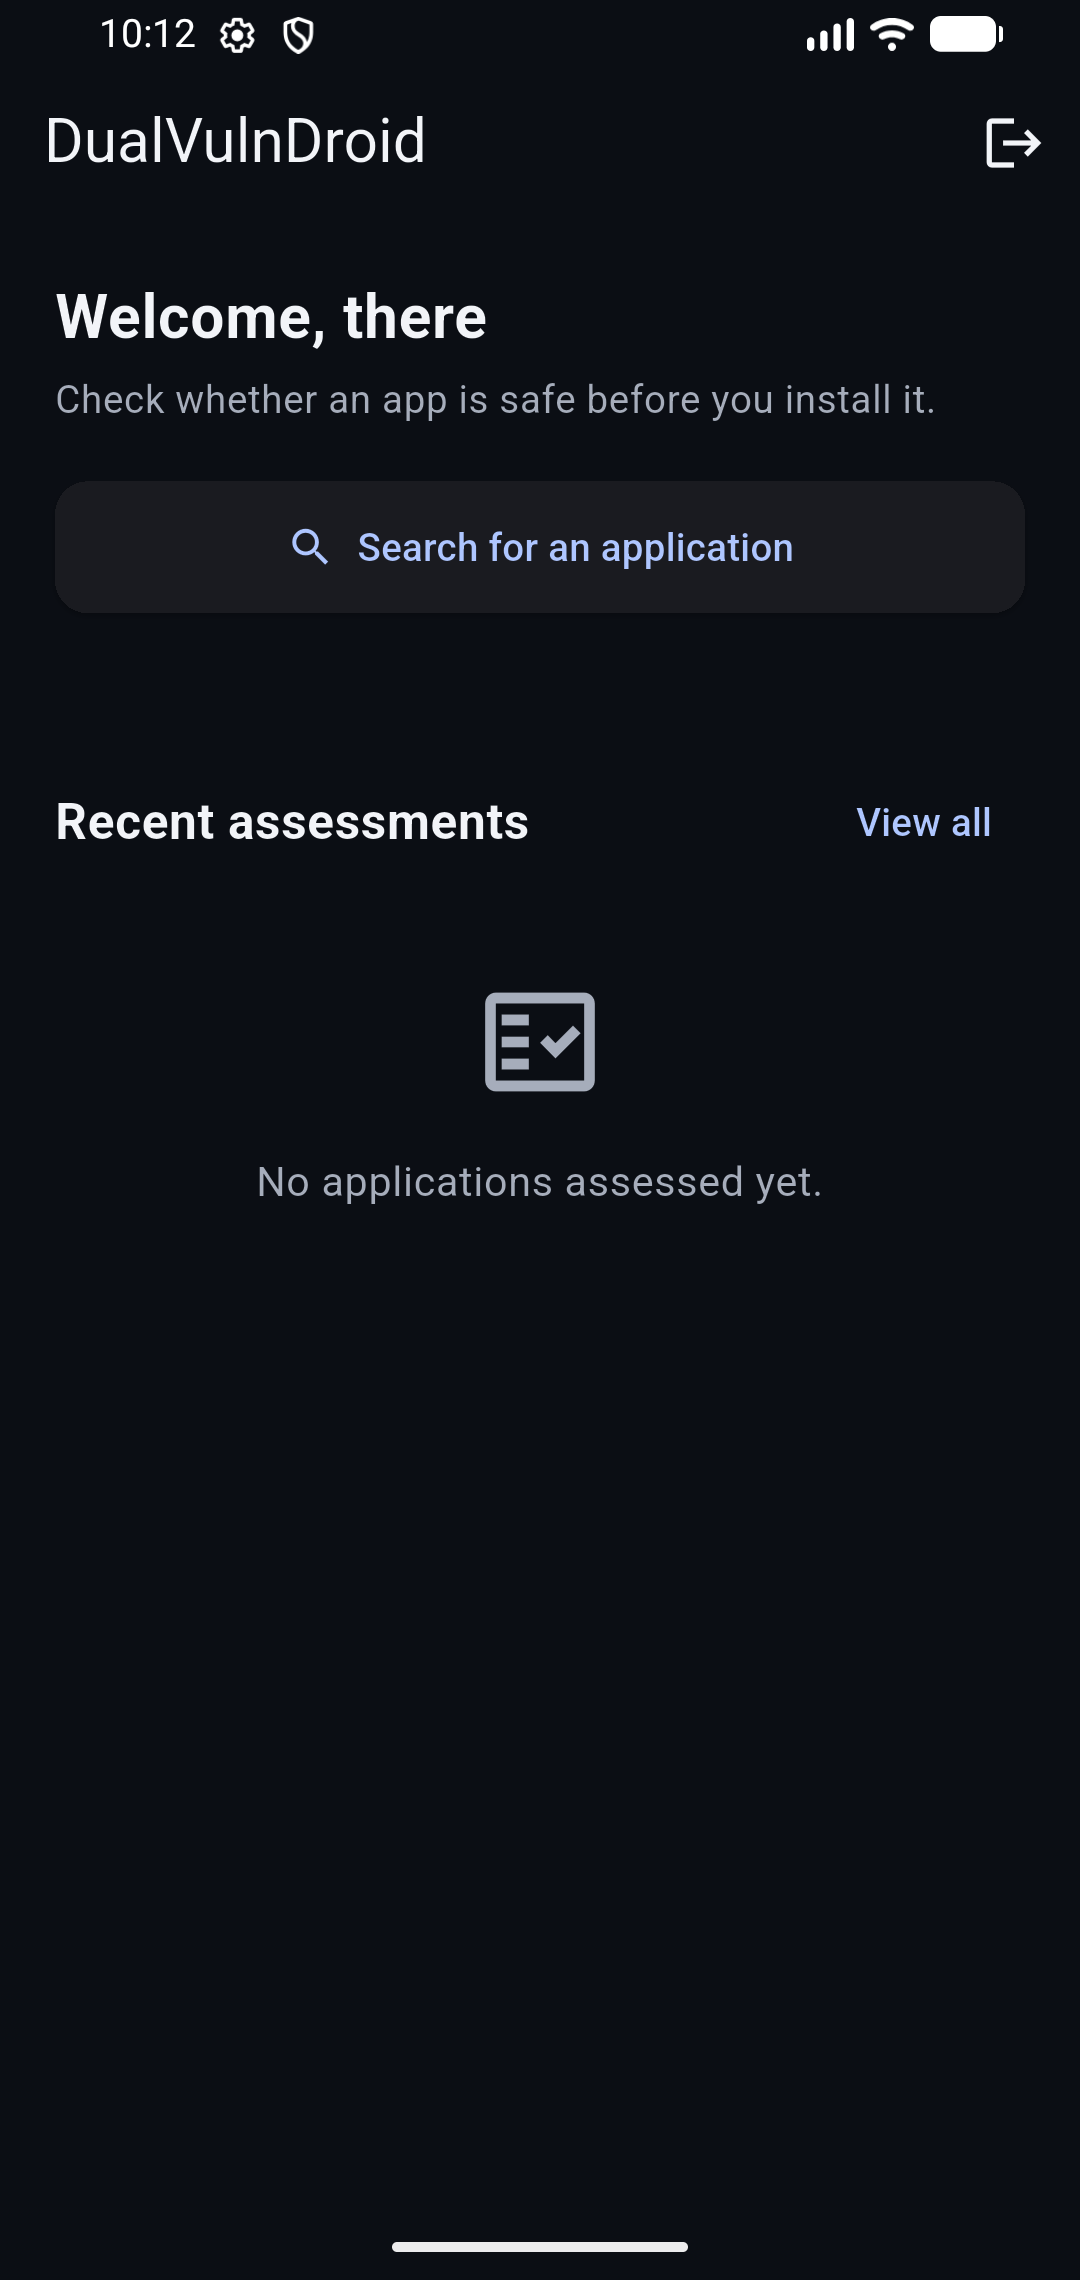 10:12
DualVulnDroid
Welcome, there
Check whether an app is safe before you install it.
Search for an application
Recent assessments
View all
No applications assessed yet.